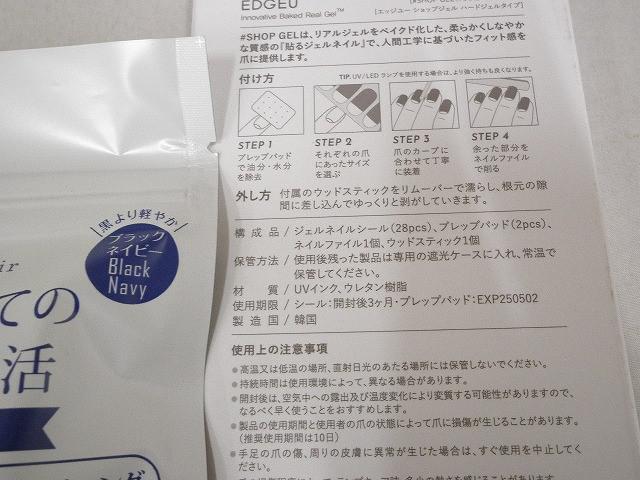 EDGEU
Innovative Baked Real Gel™
[エッジユー ショップジェル ハードジェルタイプ]
#SHOP GELは、リアルジェルをベイクド化した、柔らかくしなやか
な質感の『貼るジェルネイル』で、人間工学に基づいたフィット感を
爪に提供します。
付け方
TIP. UV/LED ランプを使用する場合は、より強く持ちも良くなります。
STEP 1
プレップパッド
で油分・水分
を除去
STEP 2
それぞれの爪
にあったサイズ
を選ぶ
STEP 3
爪のカーブに
合わせて丁寧
に装着
STEP 4
余った部分を
ネイルファイル
で削る
外し方 付属のウッドスティックをリムーバーで濡らし、根元の隙
間に差し込んでゆっくりと剥がしていきます。
構成品 / ジェルネイルシール(28pcs)、プレップパッド(2pcs)、
ネイルファイル1個、ウッドスティック1個
保管方法 / 使用後残った製品は専用の遮光ケースに入れ、常温で
保管してください。
材質 / UVインク、ウレタン樹脂
使用期限 / シール:開封後3ヶ月・プレップパッド:EXP250502
製造国 / 韓国
使用上の注意事項
●高温又は低温の場所、直射日光のあたる場所には保管しないでください。
●持続時間は使用環境によって、異なる場合があります。
●開封後は、空気中への露出及び温度変化により変質する可能性がありますので、
なるべく早く使うことをおすすめします。
●製品の使用期間と使用者の爪の状態によって爪に損傷が生じることがあります。
(推奨使用期間は10日)
●手足の爪の傷、周りの皮膚に異常が生じた場合は、すぐ使用を中止してく
ださい。
黒より軽やか
ブラック
ネイビー
Black
Navy
ての
活